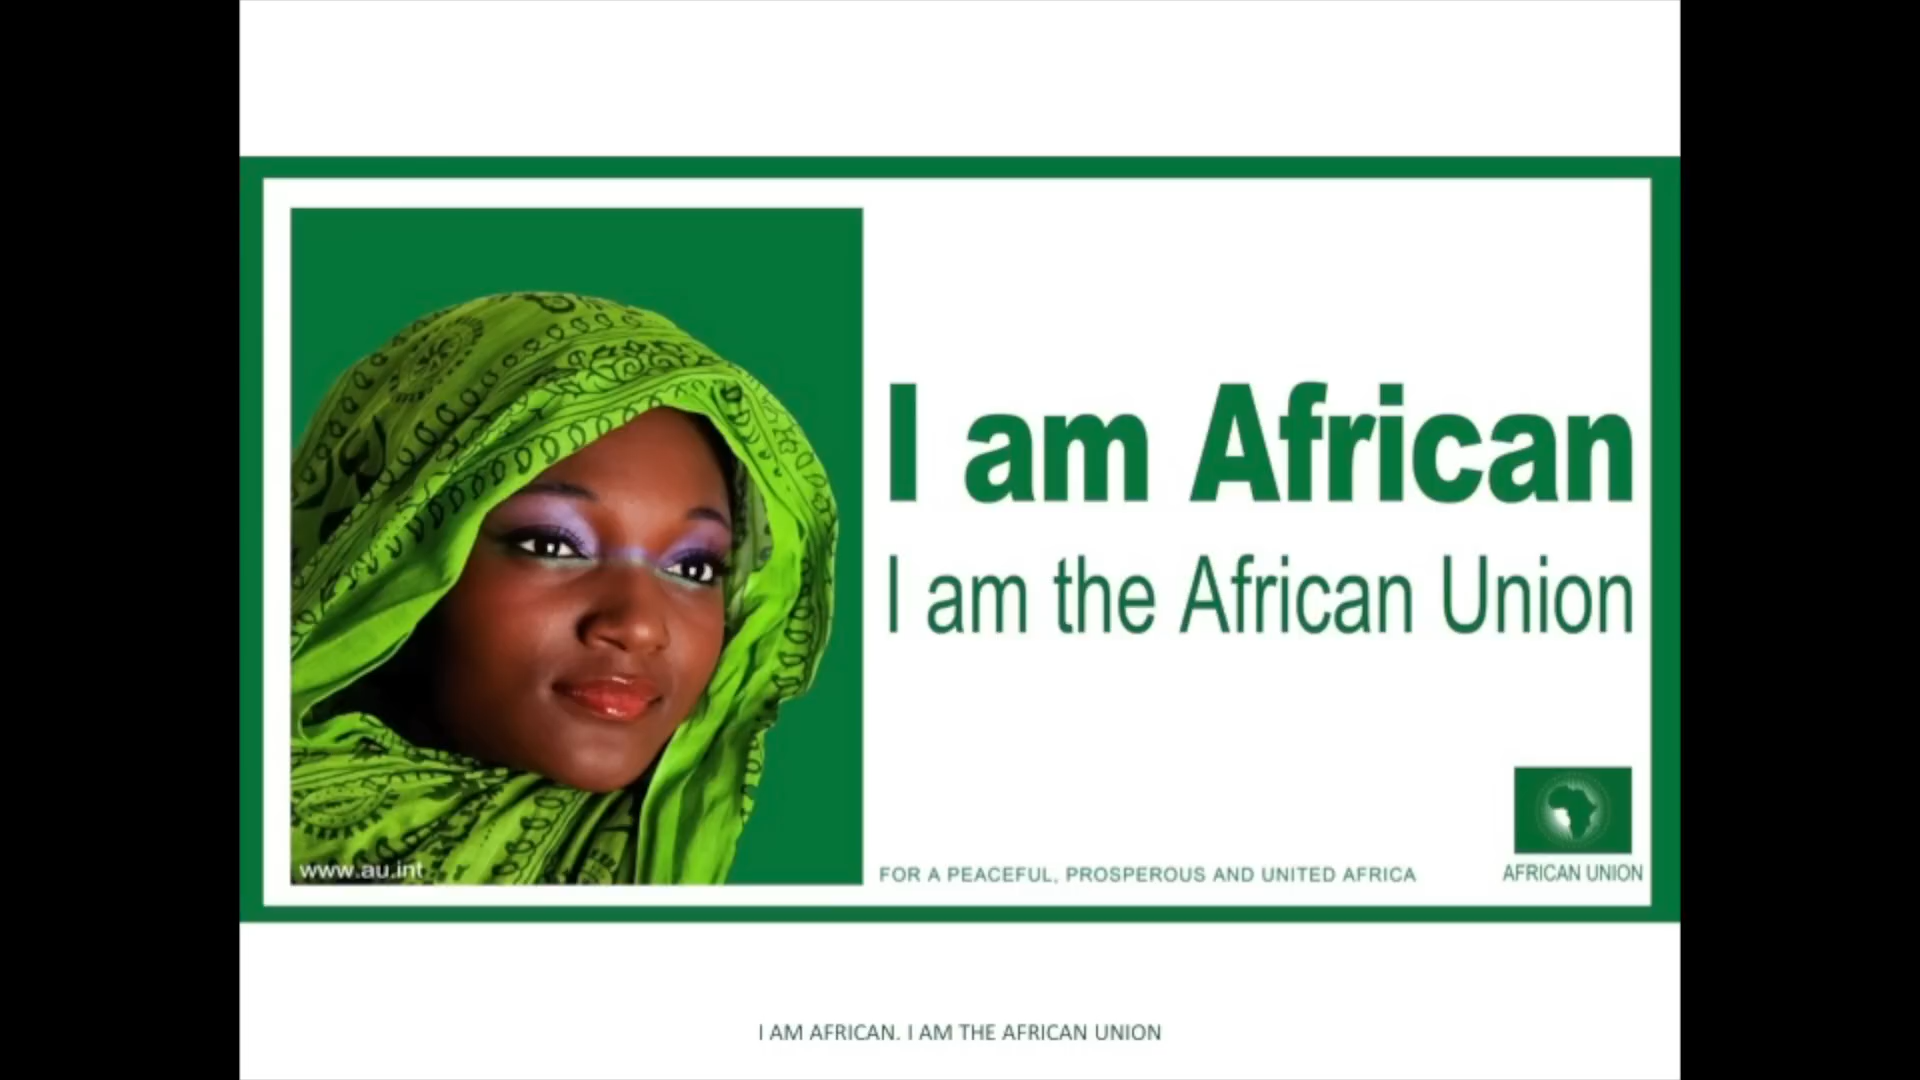 I am African
I am the African Union
www.au.int
FOR A PEACEFUL, PROSPEROUS AND UNITED AFRICA
AFRICAN UNION
I AM AFRICAN. I AM THE AFRICAN UNION